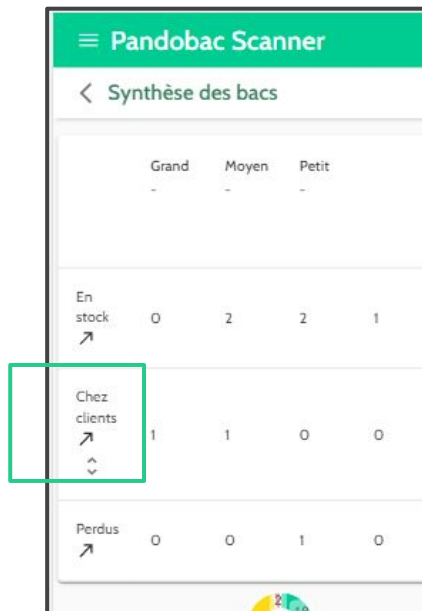 Pandobac Scanner
Synthèse des bacs
Grand Moyen Petit
- - -
En
stock
0 2 2 1
Chez
clients
1 1 0 0
Perdus
0 0 1 0
2